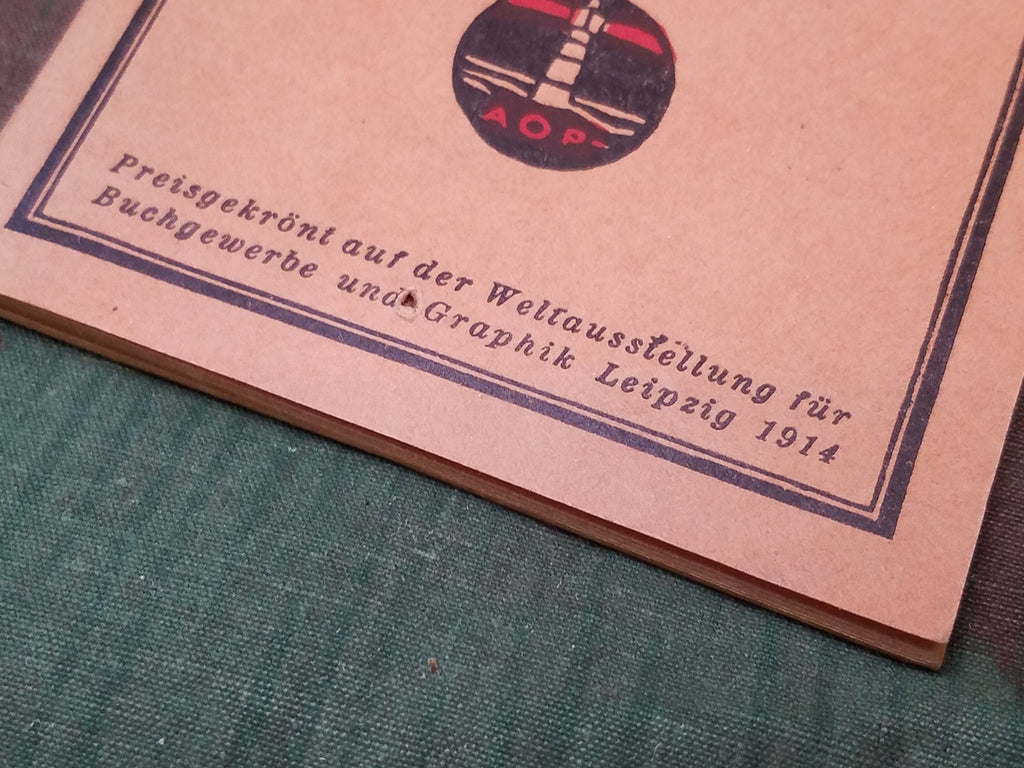 AOP-
Preisgekrönt auf der Weltausstellung für
Buchgewerbe und Graphik Leipzig 1914